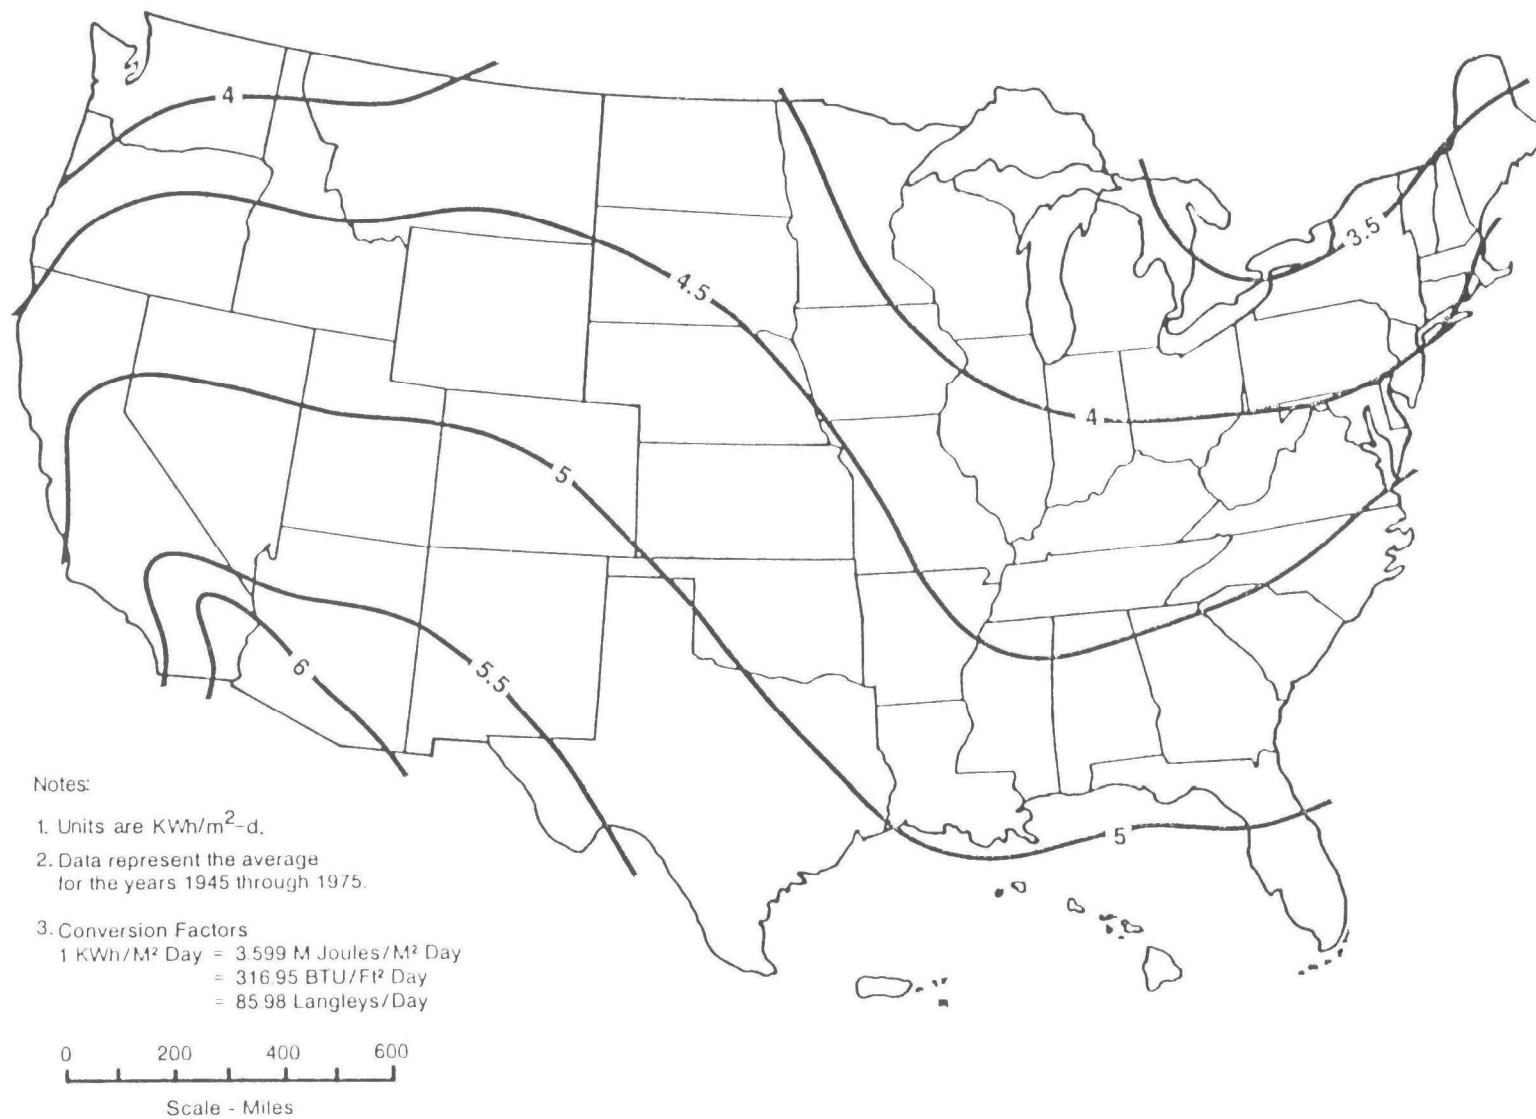 4
3.5
4.5
4
5
5.5
6
5
Notes:
1. Units are KWh/m²-d.
2. Data represent the average
for the years 1945 through 1975.
3. Conversion Factors
1 KWh/M² Day = 3.599 M Joules/M² Day
= 316.95 BTU/Ft² Day
= 85.98 Langleys/Day
0 200 400 600
Scale - Miles